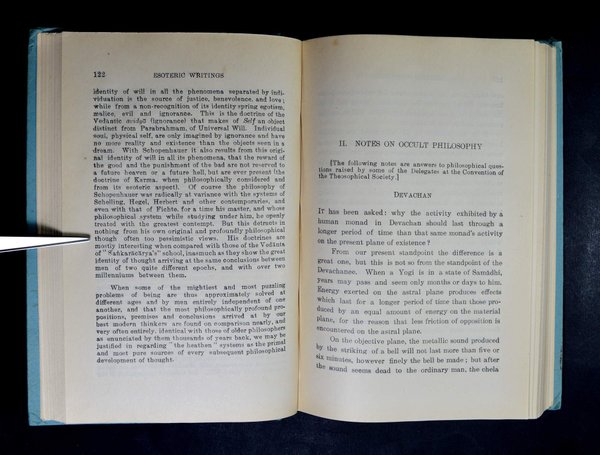 122 ESOTERIC WRITINGS
identity of will in all the phenomena separated by indi-
viduation is the source of justice, benevolence, and love;
while from a non-recognition of its identity spring egotism,
malice, evil and ignorance. This is the doctrine of the
Vedantic avidyā (ignorance) that makes of Self an object
distinct from Parabrahmam, of Universal Will. Individual
soul, physical self, are only imagined by ignorance and have
no more reality and existence than the objects seen in a
dream. With Schopenhauer it also results from this origi-
nal identity of will in all its phenomena, that the reward of
the good and the punishment of the bad are not reserved to
a future heaven or a future hell, but are ever present (the
doctrine of Karma, when philosophically considered and
from its esoteric aspect). Of course the philosophy of
Schopenhauer was radically at variance with the systems of
Schelling, Hegel, Herbert and other contemporaries, and
even with that of Fichte, for a time his master, and whose
philosophical system while studying under him, he openly
treated with the greatest contempt. But this detracts in
nothing from his own original and profoundly philosophical
though often too pessimistic views. His doctrines are
mostly interesting when compared with those of the Vedānta
of "Saṅkarācārya's" school, inasmuch as they show the great
identity of thought arriving at the same conclusions between
men of two quite different epochs, and with over two
millenniums between them.
When some of the mightiest and most puzzling
problems of being are thus approximately solved at
different ages and by men entirely independent of one
another, and that the most philosophically profound pro-
positions, premises and conclusions arrived at by our
best modern thinkers are found on comparison nearly, and
very often entirely, identical with those of older philosophers
as enunciated by them thousands of years back, we may be
justified in regarding "the heathen" systems as the primal
and most pure sources of every subsequent philosophical
development of thought.
II. NOTES ON OCCULT PHILOSOPHY
[The following notes are answers to philosophical ques-
tions raised by some of the Delegates at the Convention of
the Theosophical Society.]
DEVACHAN
IT has been asked: why the activity exhibited by a
human monad in Devachan should last through a
longer period of time than that same monad's activity
on the present plane of existence?
From our present standpoint the difference is a
great one, but this is not so from the standpoint of the
Devachanee. When a Yogi is in a state of Samādhi,
years may pass and seem only months or days to him.
Energy exerted on the astral plane produces effects
which last for a longer period of time than those pro-
duced by an equal amount of energy on the material
plane, for the reason that less friction of opposition is
encountered on the astral plane.
On the objective plane, the metallic sound produced
by the striking of a bell will not last more than five or
six minutes, however finely the bell be made; but after
the sound seems dead to the ordinary man, the chela